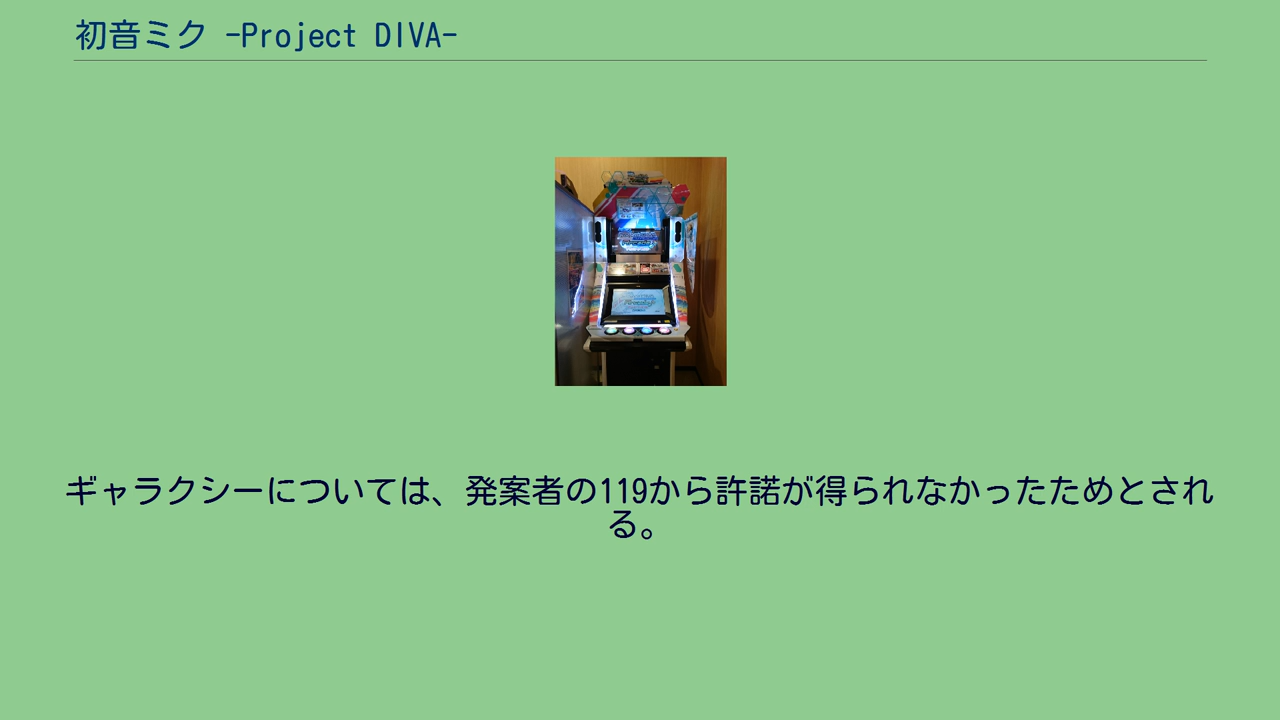 初音ミク -Project DIVA-
ギャラクシーについては、発案者の119から許諾が得られなかったためとされ
る。